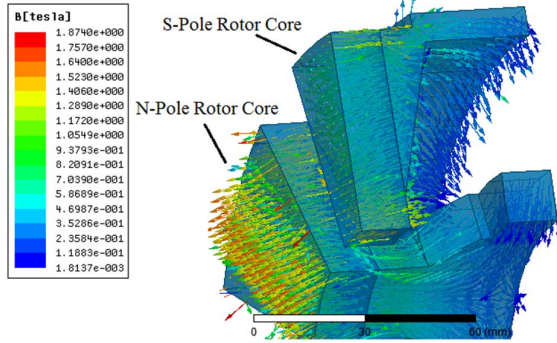 B[tesla]
1.8740e+000
1.7570e+000
1.6400e+000
1.5230e+000
1.4060e+000
1.2890e+000
1.1720e+000
1.0549e+000
9.3793e-001
8.2091e-001
7.0390e-001
5.8689e-001
4.6987e-001
3.5286e-001
2.3584e-001
1.1883e-001
1.8137e-003
S-Pole Rotor Core
N-Pole Rotor Core
0 30 60 (mm)